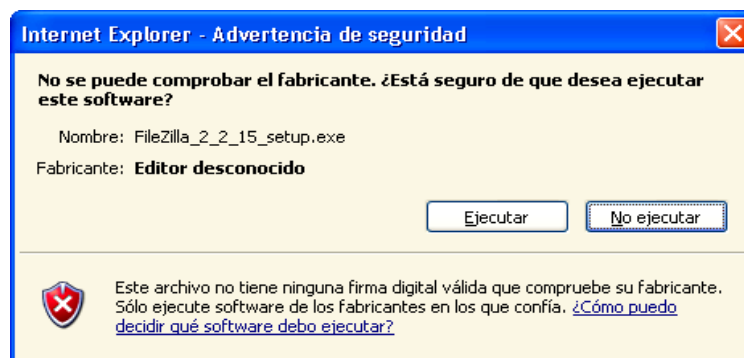 Internet Explorer - Advertencia de seguridad
No se puede comprobar el fabricante. ¿Está seguro de que desea ejecutar
este software?
Nombre: FileZilla_2_2_15_setup.exe
Fabricante: Editor desconocido
Ejecutar No ejecutar
Este archivo no tiene ninguna firma digital válida que compruebe su fabricante.
Sólo ejecute software de los fabricantes en los que confía. ¿Cómo puedo
decidir qué software debo ejecutar?